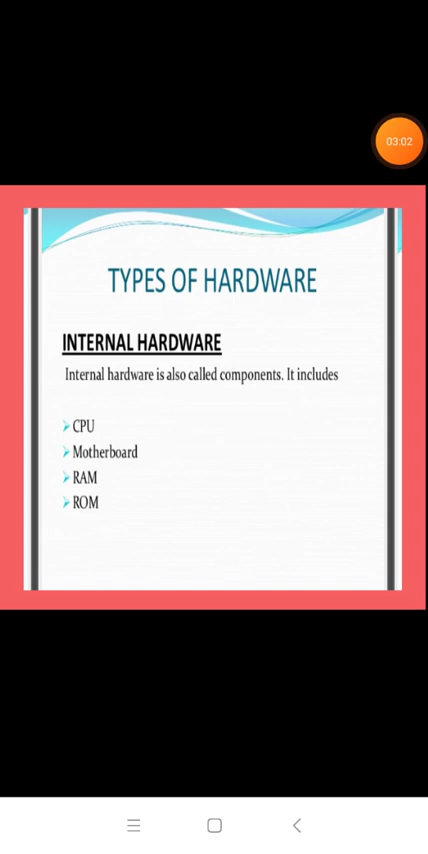 03:02
TYPES OF HARDWARE
INTERNAL HARDWARE
Internal hardware is also called components. It includes
CPU
Motherboard
RAM
ROM